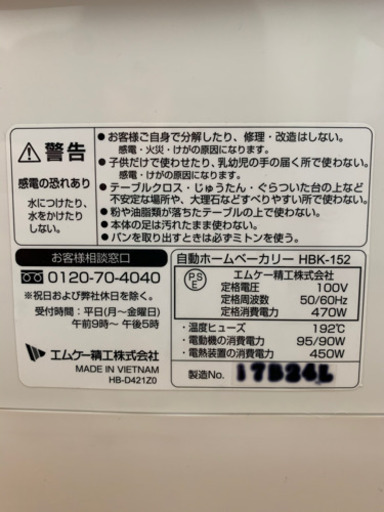 警告
感電の恐れあり
水につけたり、
水をかけたり
しない。
●お客様ご自身で分解したり、修理・改造はしない。
感電・火災・けがの原因になります。
●子供だけで使わせたり、乳幼児の手の届く所で使わない。
感電・けがの原因になります。
●テーブルクロス・じゅうたん・ぐらついた台の上など
不安定な場所や、大理石などすべりやすい場所で使わない。
●粉や油脂類が落ちたテーブルの上で使わない。
●本体の足は汚れたまま使わない。
●パンを取り出すときは必ずミトンを使う。
お客様相談窓口
0120-70-4040
※祝日および弊社休日を除く
受付時間：平日(月〜金曜日)
午前9時〜 午後5時
エムケー精工株式会社
MADE IN VIETNAM
HB-D421Z0
自動ホームベーカリー HBK-152
PSE
エムケー精工株式会社
定格電圧 100V
定格周波数 50/60Hz
定格消費電力 470W
・温度ヒューズ 192℃
・電動機の消費電力 95/90W
・電熱装置の消費電力 450W
製造No. 17B24L